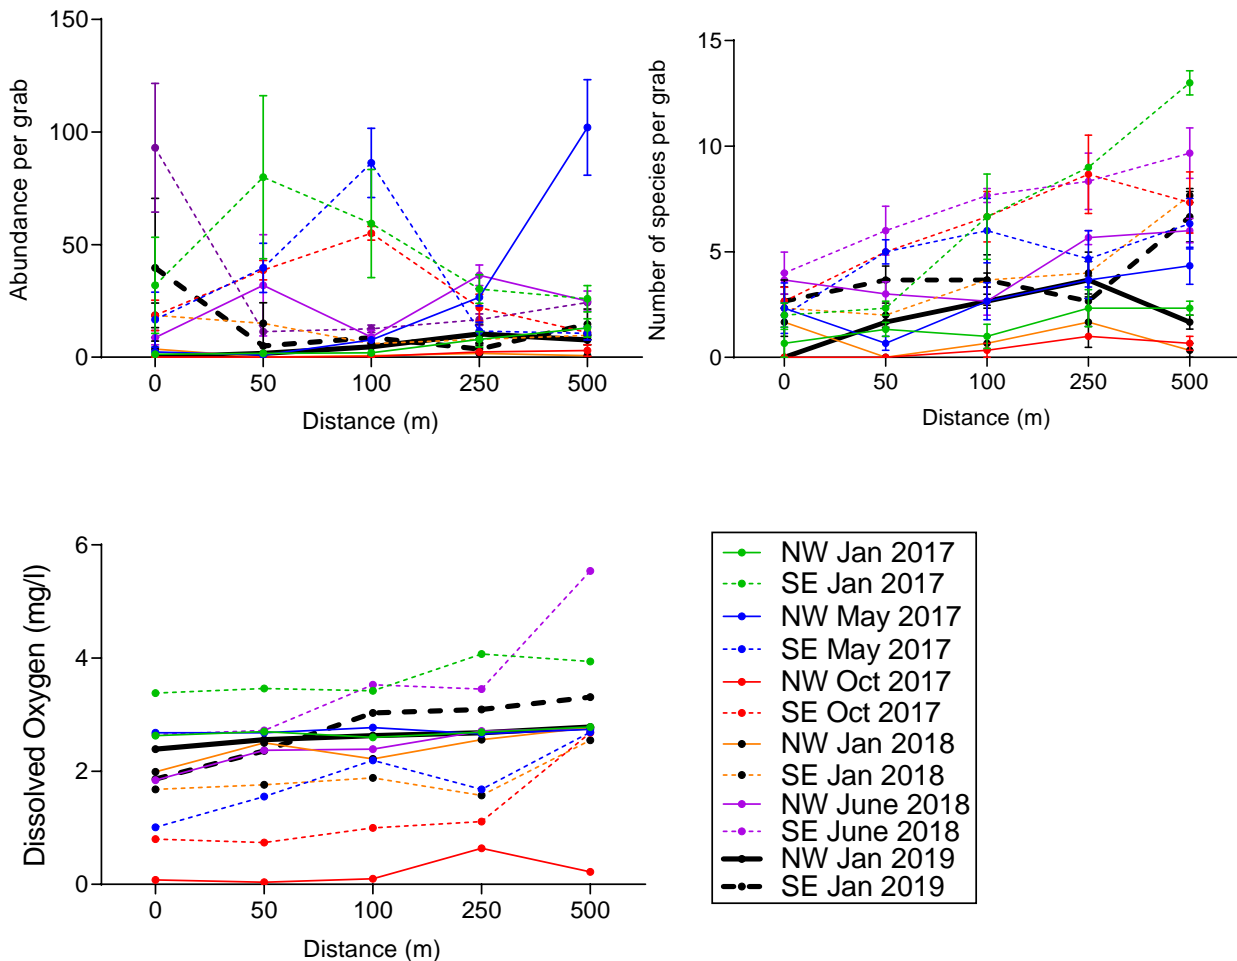 150
100
50
0
Abundance per grab
0 50 100 250 500
Distance (m)
15
10
5
0
Number of species per grab
0 50 100 250 500
Distance (m)
6
4
2
0
Dissolved Oxygen (mg/l)
0 50 100 250 500
Distance (m)
NW Jan 2017
SE Jan 2017
NW May 2017
SE May 2017
NW Oct 2017
SE Oct 2017
NW Jan 2018
SE Jan 2018
NW June 2018
SE June 2018
NW Jan 2019
SE Jan 2019